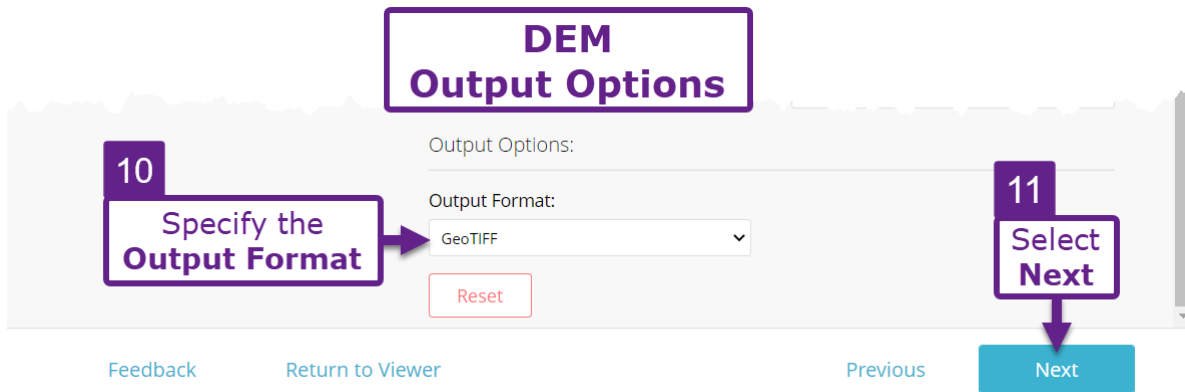 DEM
Output Options
Output Options:
10
Specify the
Output Format
Output Format:
GeoTIFF
Reset
11
Select
Next
Feedback
Return to Viewer
Previous
Next